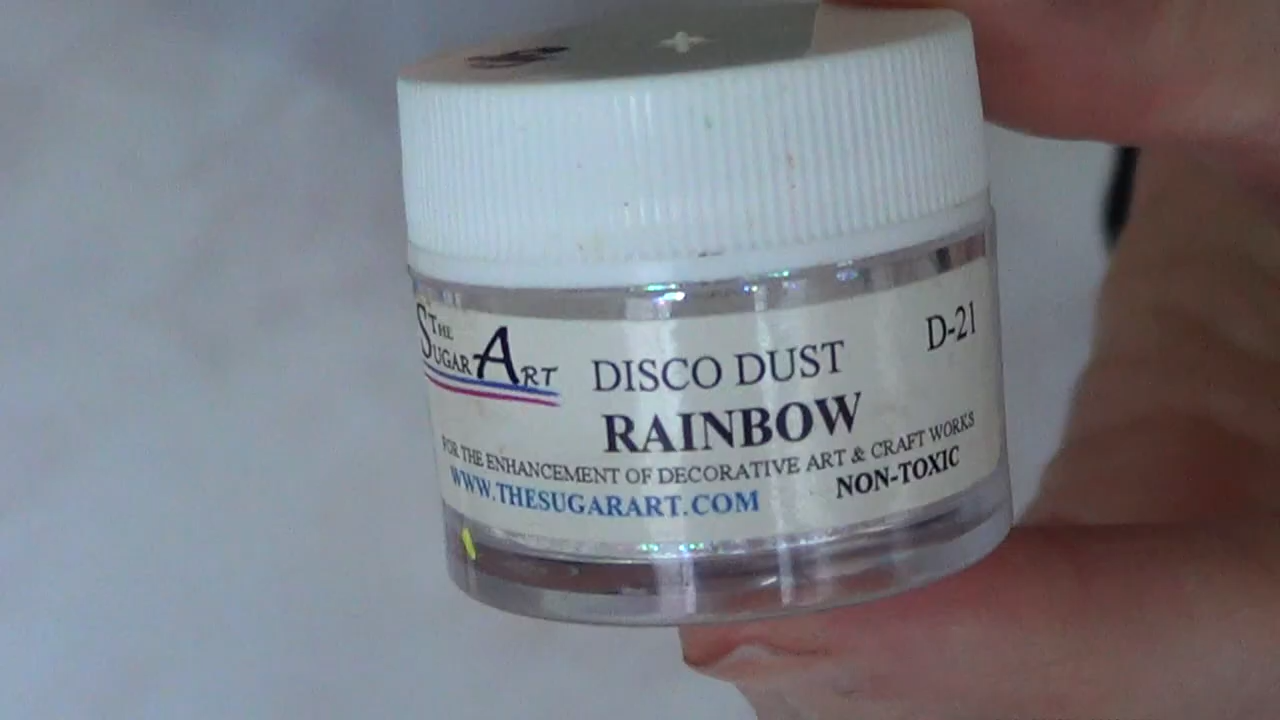 THE
SUGAR ART
DISCO DUST
D-21
RAINBOW
FOR THE ENHANCEMENT OF DECORATIVE ART & CRAFT WORKS
WWW.THESUGARART.COM
NON-TOXIC